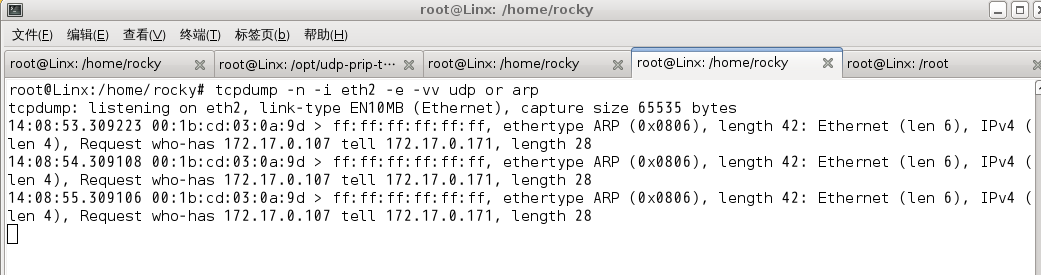 root@Linx: /home/rocky
文件(F) 编辑(E) 查看(V) 终端(T) 标签页(b) 帮助(H)
root@Linx: /home/rocky root@Linx: /opt/udp-prip-t··· root@Linx: /home/rocky root@Linx: /home/rocky root@Linx: /root
root@Linx:/home/rocky# tcpdump -n -i eth2 -e -vv udp or arp
tcpdump: listening on eth2, link-type EN10MB (Ethernet), capture size 65535 bytes
14:08:53.309223 00:1b:cd:03:0a:9d > ff:ff:ff:ff:ff:ff, ethertype ARP (0x0806), length 42: Ethernet (len 6), IPv4 (
len 4), Request who-has 172.17.0.107 tell 172.17.0.171, length 28
14:08:54.309108 00:1b:cd:03:0a:9d > ff:ff:ff:ff:ff:ff, ethertype ARP (0x0806), length 42: Ethernet (len 6), IPv4 (
len 4), Request who-has 172.17.0.107 tell 172.17.0.171, length 28
14:08:55.309106 00:1b:cd:03:0a:9d > ff:ff:ff:ff:ff:ff, ethertype ARP (0x0806), length 42: Ethernet (len 6), IPv4 (
len 4), Request who-has 172.17.0.107 tell 172.17.0.171, length 28